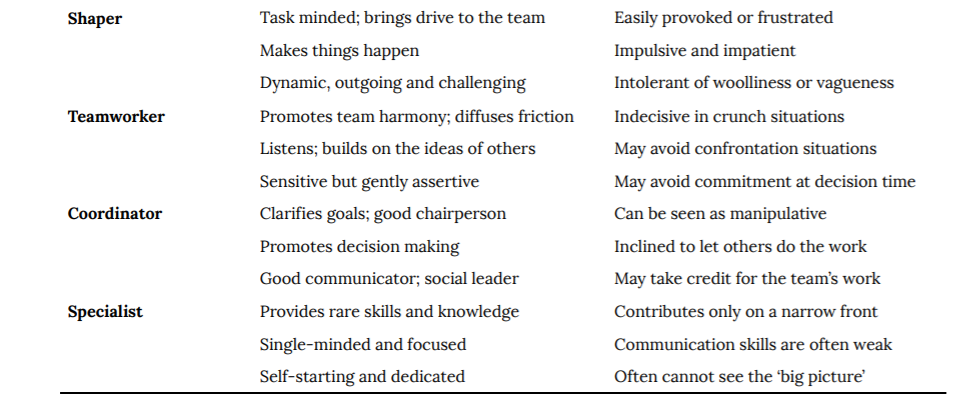 Shaper Task minded; brings drive to the team Easily provoked or frustrated
Makes things happen Impulsive and impatient
Dynamic, outgoing and challenging Intolerant of woolliness or vagueness
Teamworker Promotes team harmony; diffuses friction Indecisive in crunch situations
Listens; builds on the ideas of others May avoid confrontation situations
Sensitive but gently assertive May avoid commitment at decision time
Coordinator Clarifies goals; good chairperson Can be seen as manipulative
Promotes decision making Inclined to let others do the work
Good communicator; social leader May take credit for the team’s work
Specialist Provides rare skills and knowledge Contributes only on a narrow front
Single-minded and focused Communication skills are often weak
Self-starting and dedicated Often cannot see the ‘big picture’